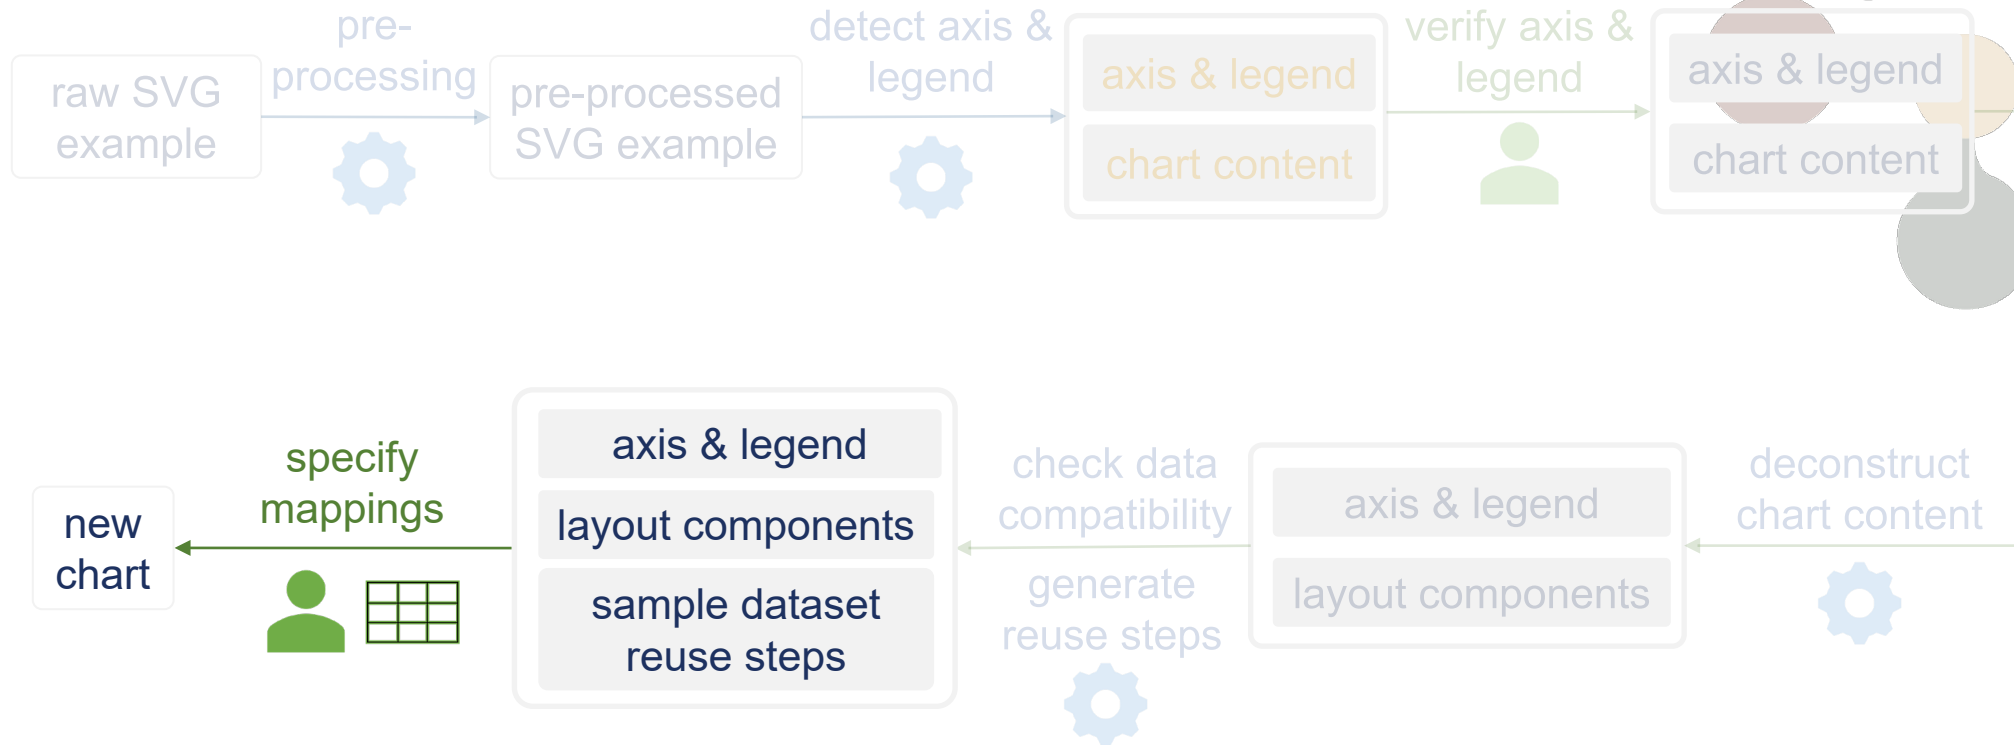 pre-
processing
raw SVG
example
pre-processed
SVG example
detect axis &
legend
axis & legend
chart content
verify axis &
legend
axis & legend
chart content
deconstruct
chart content
axis & legend
layout components
check data
compatibility
generate
reuse steps
axis & legend
layout components
sample dataset
reuse steps
specify
mappings
new
chart